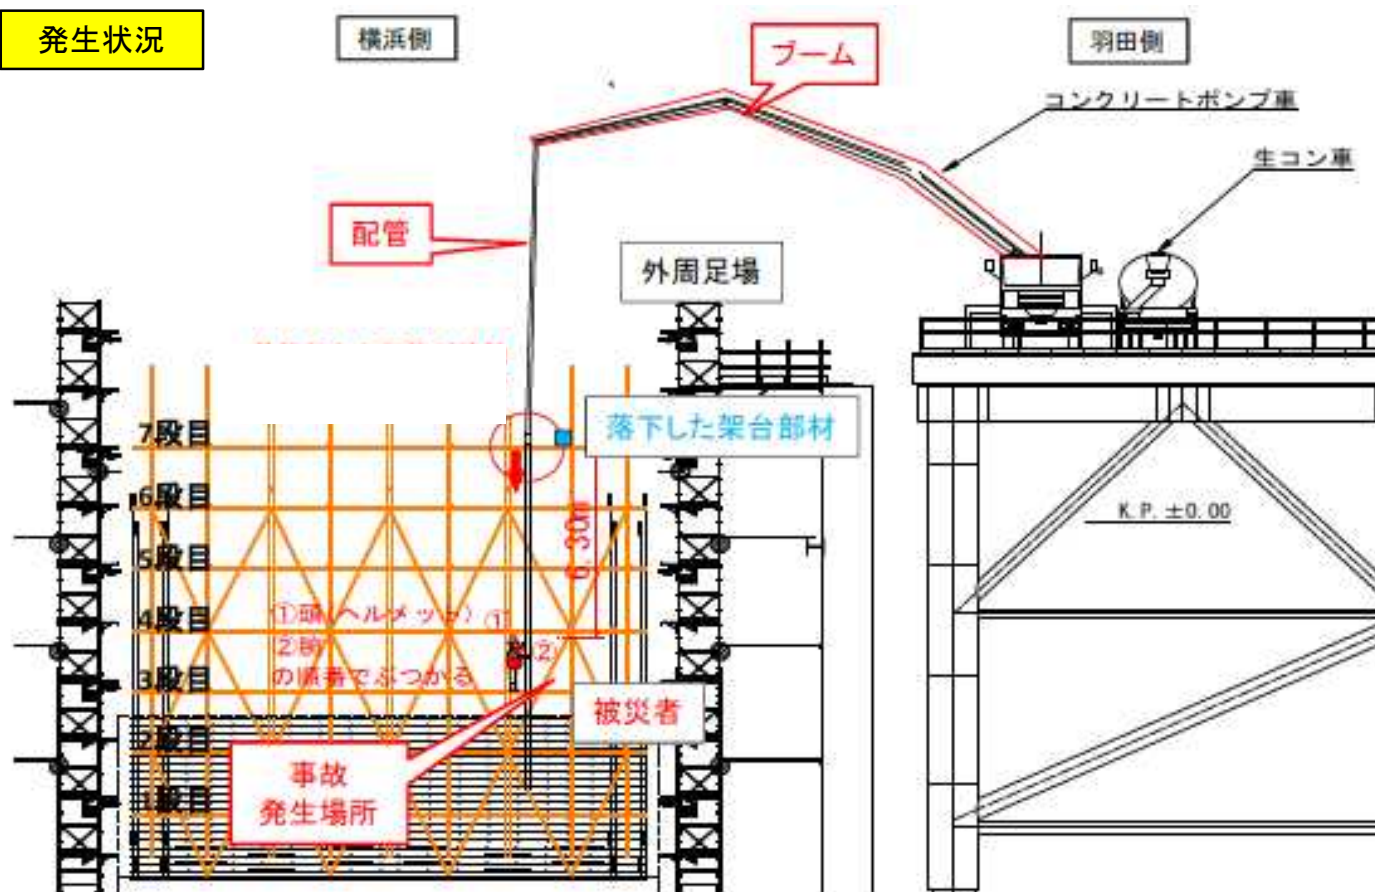 発生状況
横浜側
ブーム
羽田側
コンクリートポンプ車
生コン車
配管
外周足場
落下した架台部材
7段目
6段目
5段目
6.30m
4段目
①頭(ヘルメット)
①
②腕
②
の順番でぶつかる
3段目
被災者
2段目
事故
発生場所
1段目
K.P.±0.00